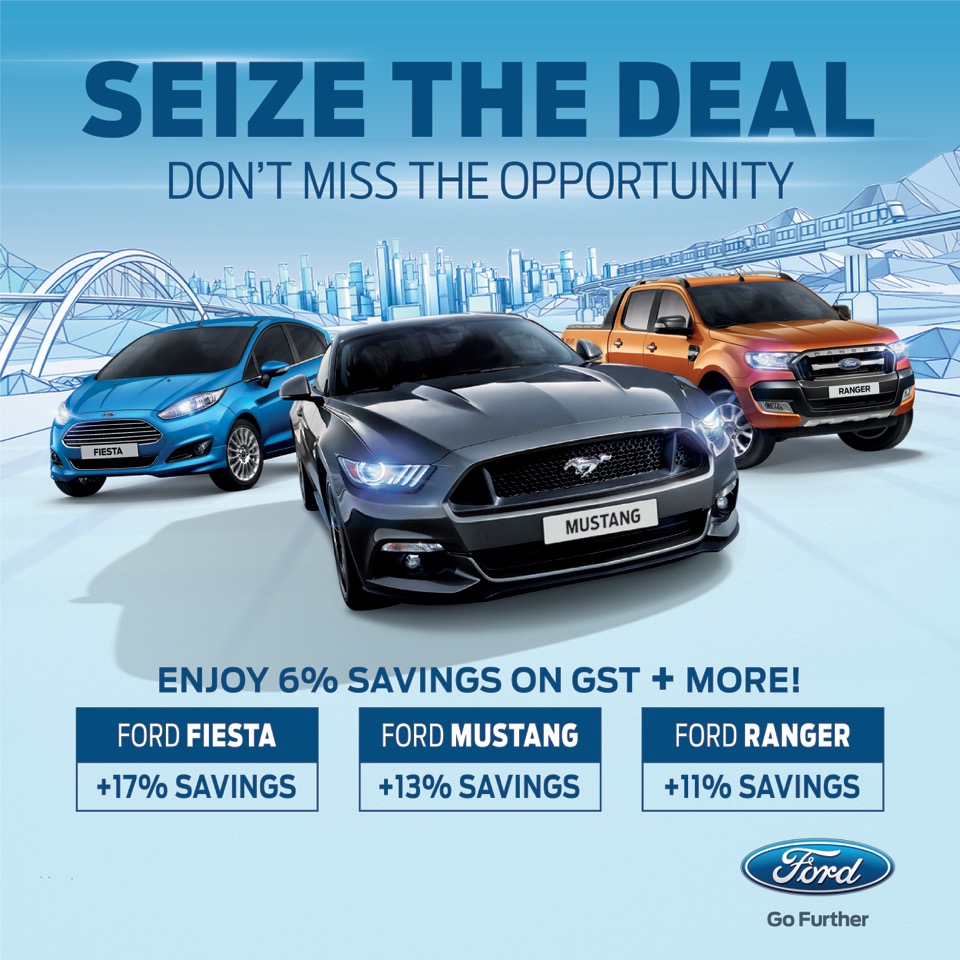 SEIZE THE DEAL
DON'T MISS THE OPPORTUNITY
FIESTA
MUSTANG
RANGER
Ford
RANGER
ENJOY 6% SAVINGS ON GST + MORE!
FORD FIESTA
+17% SAVINGS
FORD MUSTANG
+13% SAVINGS
FORD RANGER
+11% SAVINGS
Ford
Go Further